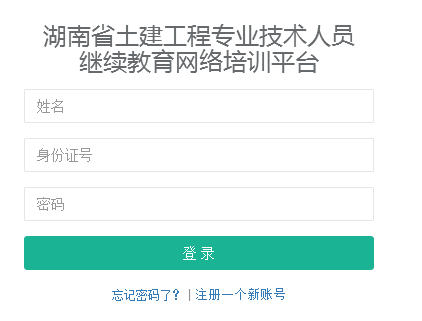 湖南省土建工程专业技术人员
继续教育网络培训平台
姓名
身份证号
密码
登 录
忘记密码了？ | 注册一个新账号